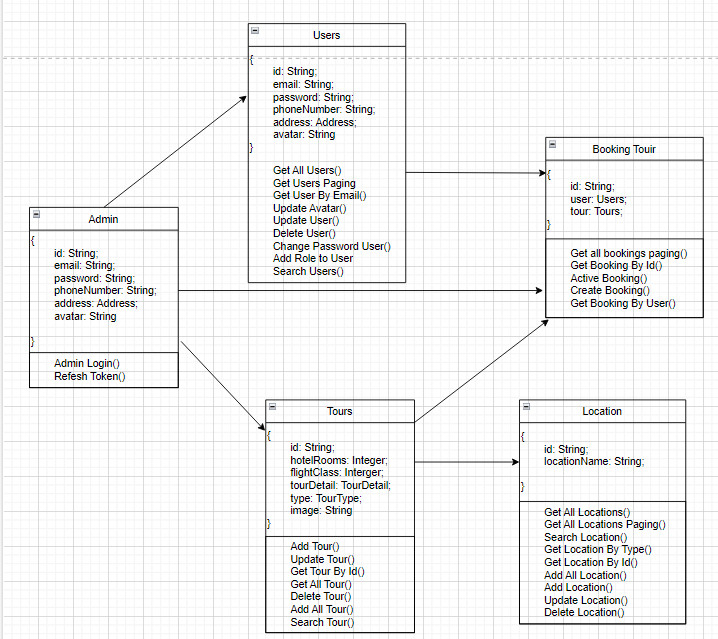 Users
{
id: String;
email: String;
password: String;
phoneNumber: String;
address: Address;
avatar: String
}
Get All Users()
Get Users Paging
Get User By Email()
Update Avatar()
Update User()
Delete User()
Change Password User()
Add Role to User
Search Users()
Booking Touir
{
id: String;
user: Users;
tour: Tours;
}
Get all bookings paging()
Get Booking By Id()
Active Booking()
Create Booking()
Get Booking By User()
Admin
{
id: String;
email: String;
password: String;
phoneNumber: String;
address: Address;
avatar: String
}
Admin Login()
Refesh Token()
Tours
{
id: String;
hotelRooms: Integer;
flightClass: Interger;
tourDetail: TourDetail;
type: TourType;
image: String
}
Add Tour()
Update Tour()
Get Tour By Id()
Get All Tour()
Delete Tour()
Add All Tour()
Search Tour()
Location
{
id: String;
locationName: String;
}
Get All Locations()
Get All Locations Paging()
Search Location()
Get Location By Type()
Get Location By Id()
Add All Location()
Add Location()
Update Location()
Delete Location()